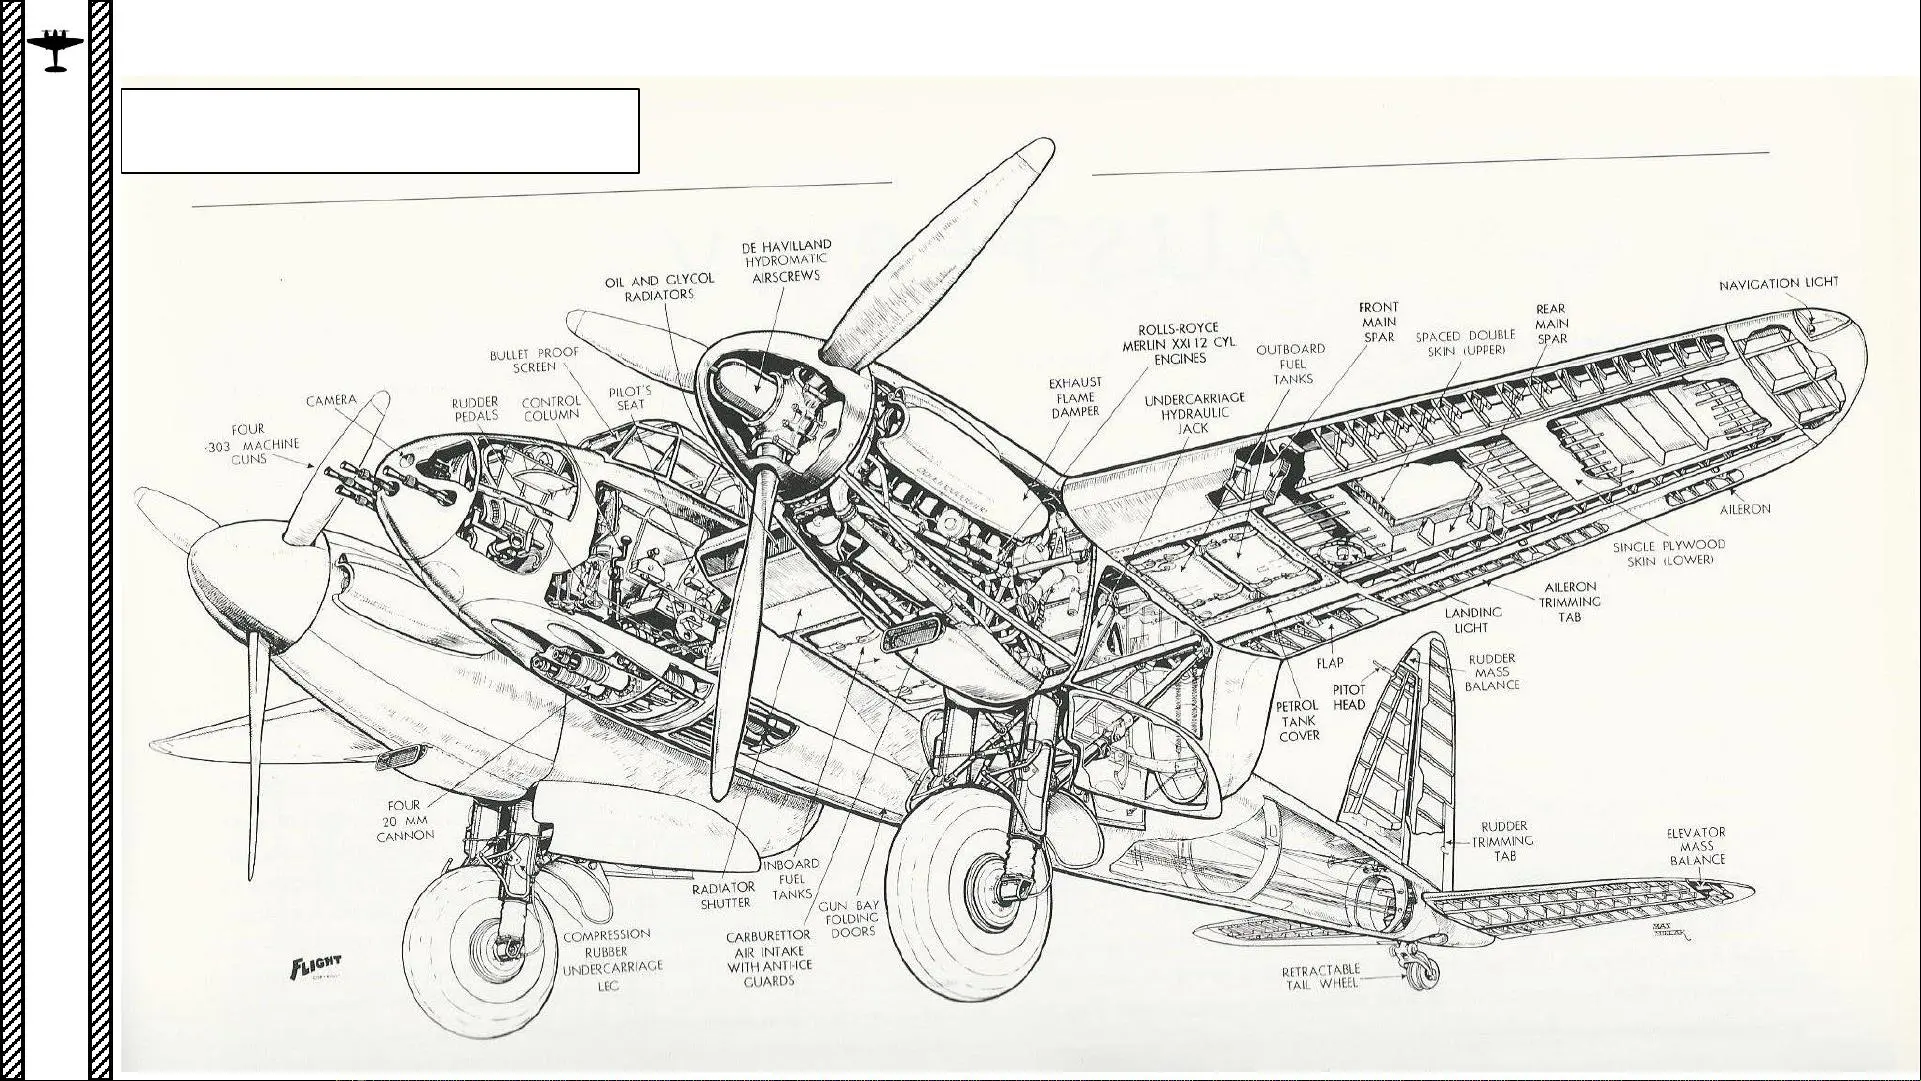 DE HAVILLAND
HYDROMATIC
AIRSCREWS
OIL AND GLYCOL
RADIATORS
BULLET PROOF
SCREEN
PILOT'S
SEAT
CONTROL
COLUMN
RUDDER
PEDALS
CAMERA
FOUR
·303 MACHINE
GUNS
NAVIGATION LIGHT
FRONT
MAIN
SPAR
REAR
MAIN
SPAR
SPACED DOUBLE
SKIN (UPPER)
ROLLS-ROYCE
MERLIN XXI 12 CYL
ENGINES
OUTBOARD
FUEL
TANKS
EXHAUST
FLAME
DAMPER
UNDERCARRIAGE
HYDRAULIC
JACK
AILERON
SINGLE PLYWOOD
SKIN (LOWER)
AILERON
TRIMMING
TAB
LANDING
LIGHT
FLAP
RUDDER
MASS
BALANCE
PITOT
HEAD
PETROL
TANK
COVER
FOUR
20 MM
CANNON
RUDDER
TRIMMING
TAB
ELEVATOR
MASS
BALANCE
INBOARD
FUEL
TANKS
RADIATOR
SHUTTER
GUN BAY
FOLDING
DOORS
CARBURETTOR
AIR INTAKE
WITH ANTI-ICE
GUARDS
COMPRESSION
RUBBER
UNDERCARRIAGE
LEG
RETRACTABLE
TAIL WHEEL
FLIGHT
MAX
MILLAR